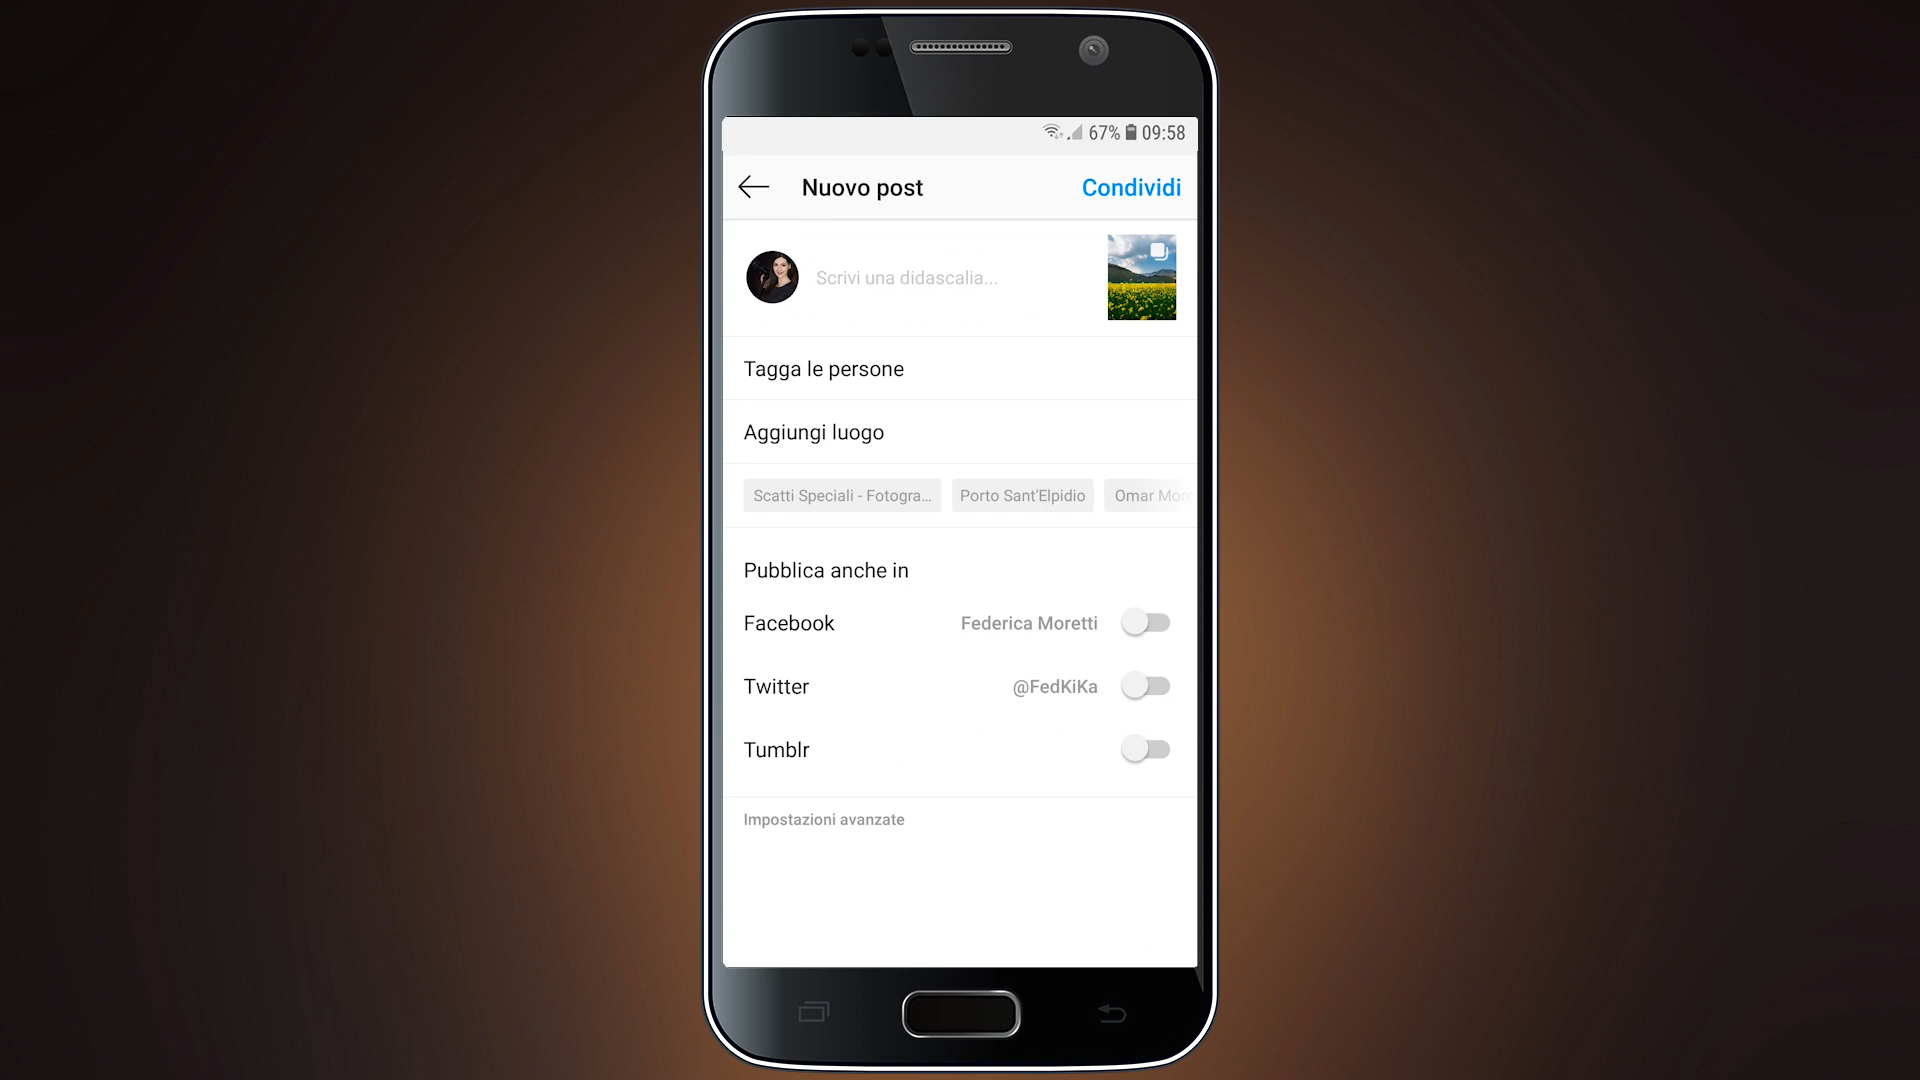 67% 09:58
Nuovo post Condividi
Scrivi una didascalia...
Tagga le persone
Aggiungi luogo
Scatti Speciali - Fotogra... Porto Sant'Elpidio Omar More
Pubblica anche in
Facebook Federica Moretti
Twitter @FedKiKa
Tumblr
Impostazioni avanzate